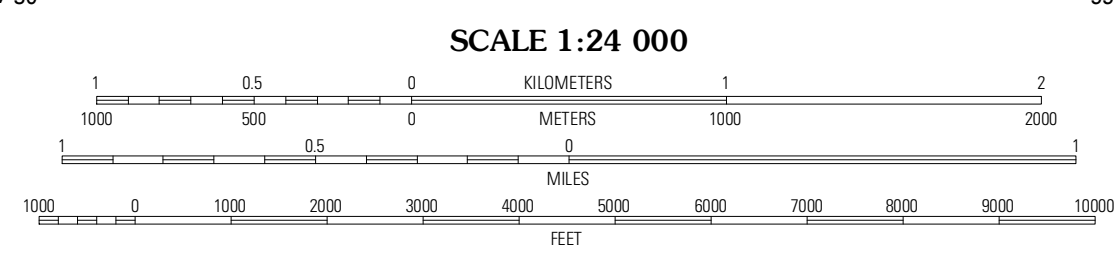 SCALE 1:24 000
1 0.5 0 KILOMETERS 1 2
1000 500 0 METERS 1000 2000
1 0.5 0 1
MILES
1000 0 1000 2000 3000 4000 5000 6000 7000 8000 9000 10000
FEET